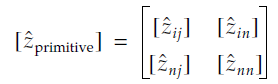 [ẑ_primitive] = [ [ẑ_ij] [ẑ_in]
[ẑ_nj] [ẑ_nn] ]